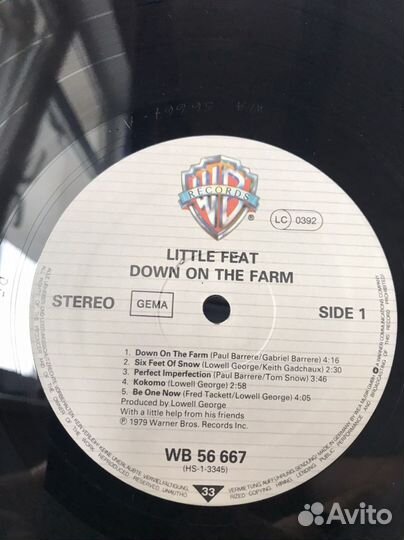 WB
RECORDS
®
LC 0392
LITTLE FEAT
DOWN ON THE FARM
STEREO GEMA SIDE 1
1. Down On The Farm (Paul Barrere/Gabriel Barrere) 4:16
2. Six Feet Of Snow (Lowell George/Keith Gadchaux) 2:30
3. Perfect Imperfection (Paul Barrere/Tom Snow) 3:46
4. Kokomo (Lowell George) 2:58
5. Be One Now (Fred Tackett/Lowell George) 4:05
Produced by Lowell George
With a little help from his friends
℗ 1979 Warner Bros. Records Inc.
WB 56 667
(HS-1-3345)
33
Avito